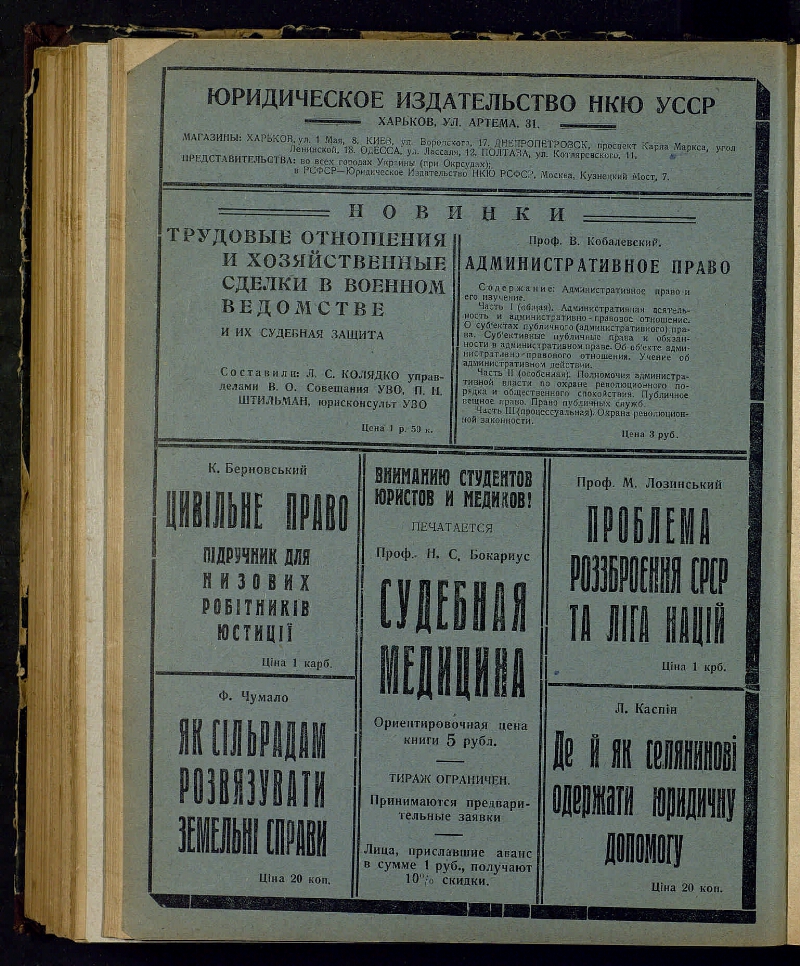 ЮРИДИЧЕСКОЕ ИЗДАТЕЛЬСТВО НКЮ УССР
ХАРЬКОВ, УЛ. АРТЕМА, 31.
МАГАЗИНЫ: ХАРЬКОВ, ул. 1 Мая, 8. КИЕВ, ул. Воровского, 17. ДНЕПРОПЕТРОВСК, проспект Карла Маркса, угол
Ленинской, 18. ОДЕССА, ул. Лассаля, 12. ПОЛТАВА, ул. Котляревского, 11.
ПРЕДСТАВИТЕЛЬСТВА: во всех городах Украины (при Окрсудах);
в РСФСР—Юридическое Издательство НКЮ РСФСР, Москва, Кузнецкий Мост, 7.
НОВИНКИ
ТРУДОВЫЕ ОТНОШЕНИЯ
И ХОЗЯЙСТВЕННЫЕ
СДЕЛКИ В ВОЕННОМ
ВЕДОМСТВЕ
И ИХ СУДЕБНАЯ ЗАЩИТА
Составили: Л. С. КОЛЯДКО управ-
делами В. О. Совещания УВО, П. Н.
ШТИЛЬМАН, юрисконсульт УВО
Цена 1 р. 50 к.
Проф. В. Кобалевский.
АДМИНИСТРАТИВНОЕ ПРАВО
Содержание: Административное право и
его изучение.
Часть I (общая). Административная деятель-
ность и административно-правовое отношение.
О суб'ектах публичного (административного) пра-
ва. Суб'ективные публичные права и обязан-
ности в административном праве. Об об'екте адми-
нистративно-правового отношения. Учение об
административном действии.
Часть II (особенная). Полномочия администра-
тивной власти по охране революционного по-
рядка и общественного спокойствия. Публичное
вещное право. Право публичных служб.
Часть III (процессуальная). Охрана революцион-
ной законности.
Цена 3 руб.
К. Берновський
ЦИВІЛЬНЕ ПРАВО
ПІДРУЧНИК ДЛЯ
НИЗОВИХ
РОБІТНИКІВ
ЮСТИЦІЇ
Ціна 1 карб.
Ф. Чумало
ЯК СІЛЬРАДАМ
РОЗВЯЗУВАТИ
ЗЕМЕЛЬНІ СПРАВИ
Ціна 20 коп.
ВНИМАНИЮ СТУДЕНТОВ
ЮРИСТОВ И МЕДИКОВ!
ПЕЧАТАЕТСЯ
Проф. Н. С. Бокариус
СУДЕБНАЯ
МЕДИЦИНА
Ориентировочная цена
книги 5 рубл.
ТИРАЖ ОГРАНИЧЕН.
Принимаются предвари-
тельные заявки
Лица, приславшие аванс
в сумме 1 руб., получают
10% скидки.
Проф. М. Лозинський
ПРОБЛЕМА
РОЗЗБРОЄННЯ СРСР
ТА ЛІГА НАЦІЙ
Ціна 1 крб.
Л. Каспін
Де й як селянинові
одержати юридичну
допомогу
Ціна 20 коп.